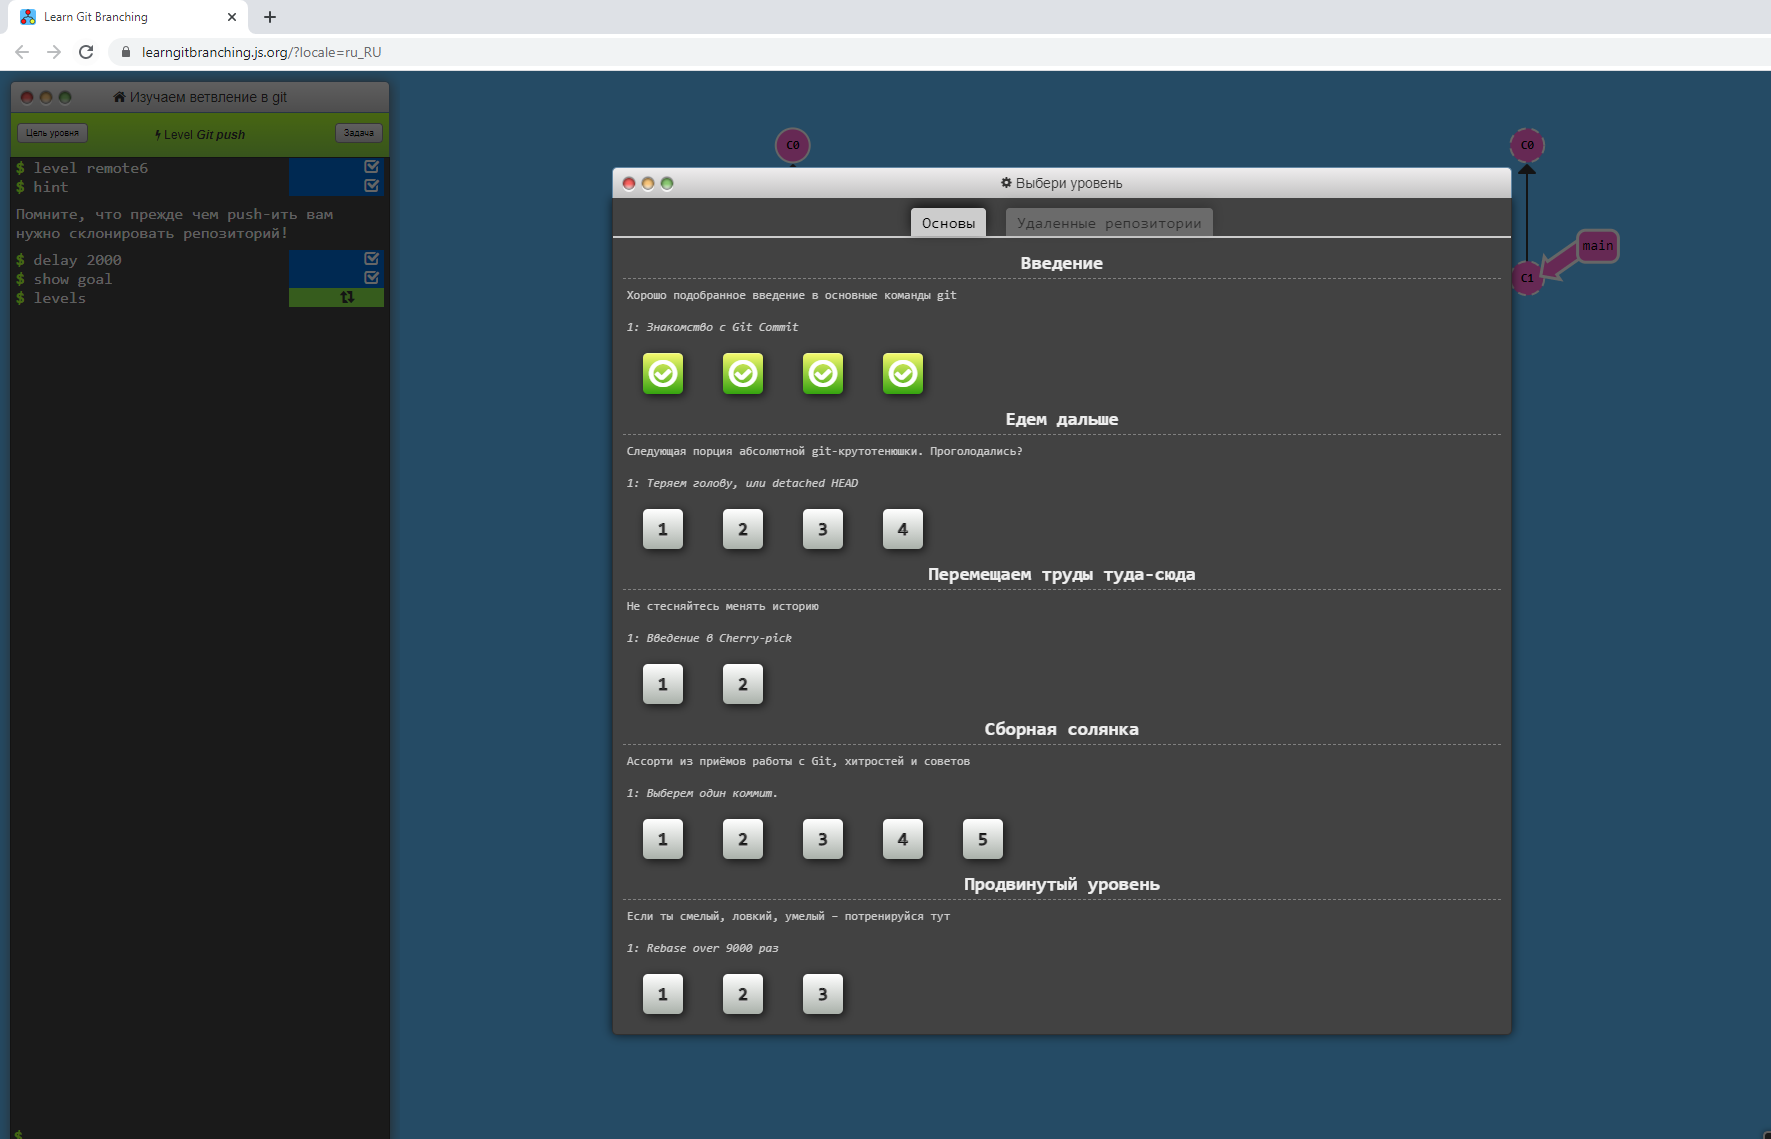 Learn Git Branching
learngitbranching.js.org/?locale=ru_RU
Изучаем ветвление в git
Цель уровня
Level Git push
Задача
$ level remote6
$ hint
Помните, что прежде чем push-ить вам
нужно склонировать репозиторий!
$ delay 2000
$ show goal
$ levels
$
C0
C0
main
C1
Выбери уровень
Основы
Удаленные репозитории
Введение
Хорошо подобранное введение в основные команды git
1: Знакомство с Git Commit
Едем дальше
Следующая порция абсолютной git-крутотенюшки. Проголодались?
1: Теряем голову, или detached HEAD
1 2 3 4
Перемещаем труды туда-сюда
Не стесняйтесь менять историю
1: Введение в Cherry-pick
1 2
Сборная солянка
Ассорти из приёмов работы с Git, хитростей и советов
1: Выберем один коммит.
1 2 3 4 5
Продвинутый уровень
Если ты смелый, ловкий, умелый – потренируйся тут
1: Rebase over 9000 раз
1 2 3